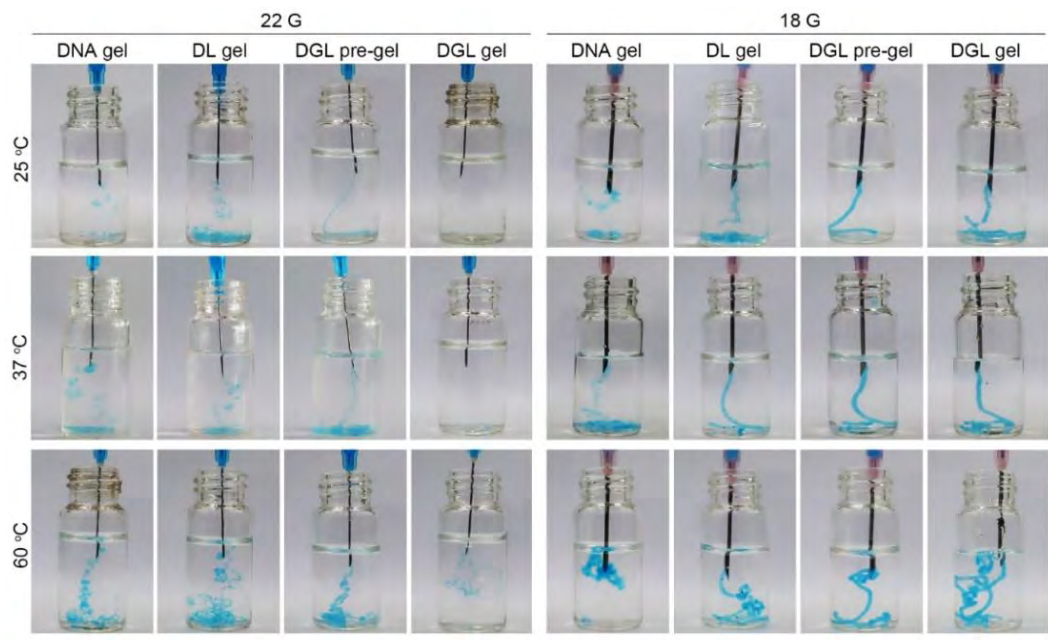 22 G 18 G
DNA gel DL gel DGL pre-gel DGL gel DNA gel DL gel DGL pre-gel DGL gel
25 °C
37 °C
60 °C